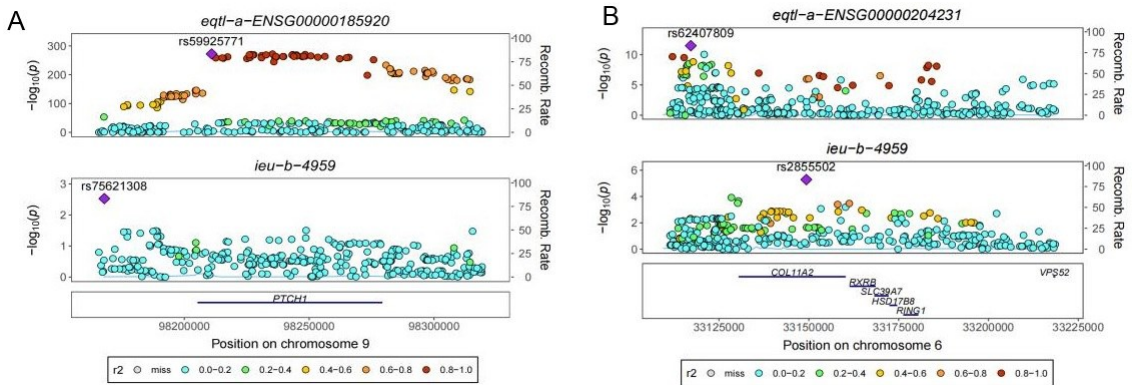 A
eqtl-a-ENSG00000185920
rs59925771
−log10(p)
300
200
100
0
100
75
50
25
0
Recomb. Rate
ieu-b-4959
rs75621308
−log10(p)
3
2
1
0
100
75
50
25
0
Recomb. Rate
PTCH1
98200000 98250000 98300000
Position on chromosome 9
r2 miss 0.0−0.2 0.2−0.4 0.4−0.6 0.6−0.8 0.8−1.0
B
eqtl-a-ENSG00000204231
rs62407809
−log10(p)
10
5
0
100
75
50
25
0
Recomb. Rate
ieu-b-4959
rs2855502
−log10(p)
6
4
2
0
100
75
50
25
0
Recomb. Rate
COL11A2 VPS52
RXRB
SLC39A7
HSD17B8
RING1
33125000 33150000 33175000 33200000 33225000
Position on chromosome 6
r2 miss 0.0−0.2 0.2−0.4 0.4−0.6 0.6−0.8 0.8−1.0